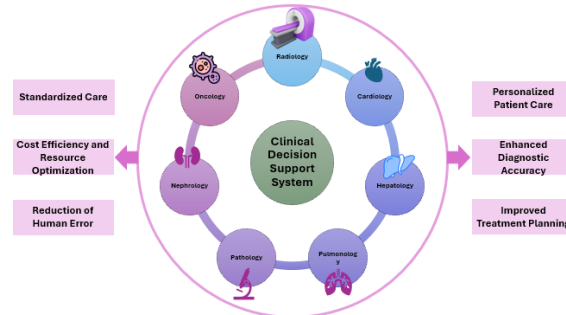 Radiology
Oncology
Cardiology
Standardized Care
Personalized
Patient Care
Clinical
Decision
Support
System
Cost Efficiency and
Resource
Optimization
Enhanced
Diagnostic
Accuracy
Nephrology
Hepatology
Reduction of
Human Error
Improved
Treatment Planning
Pathology
Pulmonolog
y